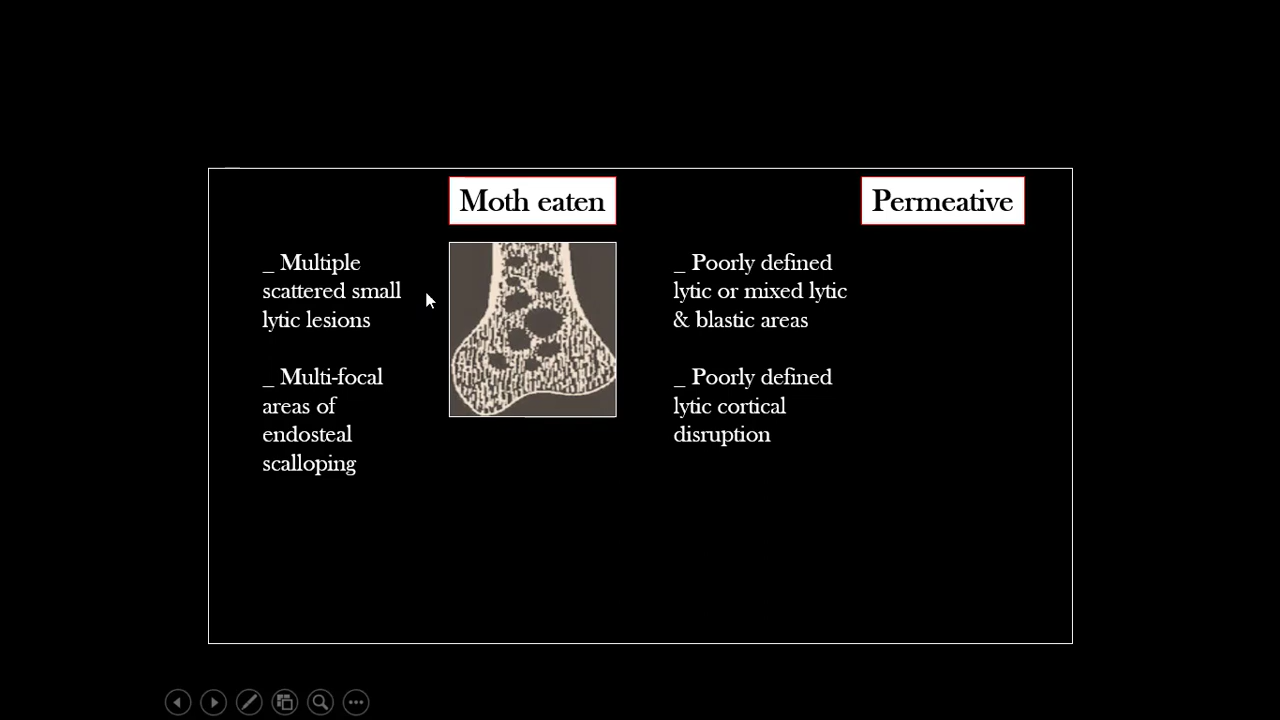 Moth eaten
_ Multiple
scattered small
lytic lesions
_ Multi-focal
areas of
endosteal
scalloping
Permeative
_ Poorly defined
lytic or mixed lytic
& blastic areas
_ Poorly defined
lytic cortical
disruption